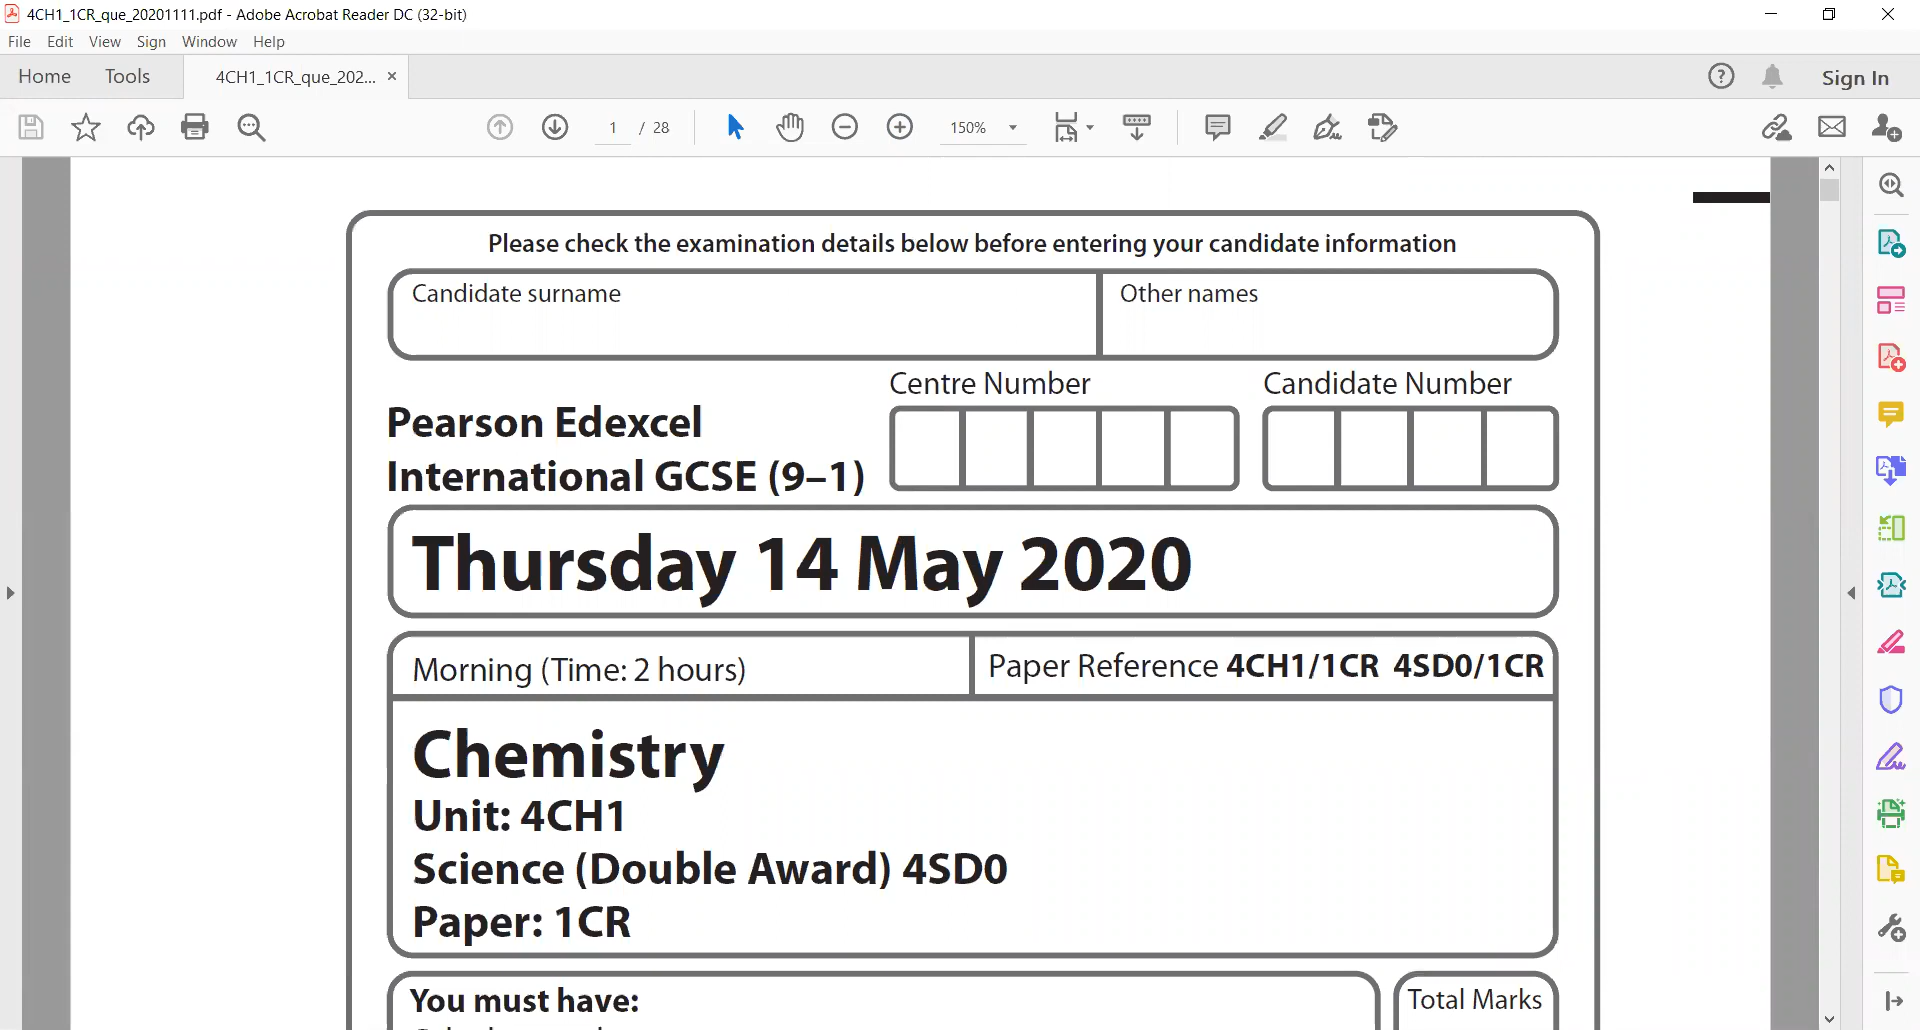 4CH1_1CR_que_20201111.pdf - Adobe Acrobat Reader DC (32-bit)
File Edit View Sign Window Help
Home Tools 4CH1_1CR_que_202... × Sign In
1 / 28 150%
Please check the examination details below before entering your candidate information
Candidate surname Other names
Centre Number Candidate Number
Pearson Edexcel
International GCSE (9–1)
Thursday 14 May 2020
Morning (Time: 2 hours) Paper Reference 4CH1/1CR 4SD0/1CR
Chemistry
Unit: 4CH1
Science (Double Award) 4SD0
Paper: 1CR
You must have: Total Marks